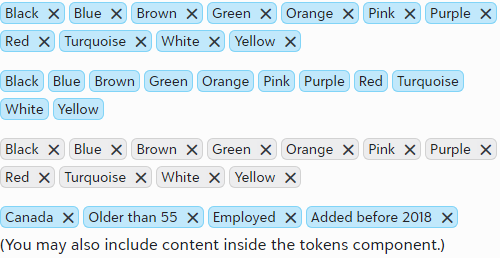 Black × Blue × Brown × Green × Orange × Pink × Purple ×
Red × Turquoise × White × Yellow ×
Black Blue Brown Green Orange Pink Purple Red Turquoise
White Yellow
Black × Blue × Brown × Green × Orange × Pink × Purple ×
Red × Turquoise × White × Yellow ×
Canada × Older than 55 × Employed × Added before 2018 ×
(You may also include content inside the tokens component.)